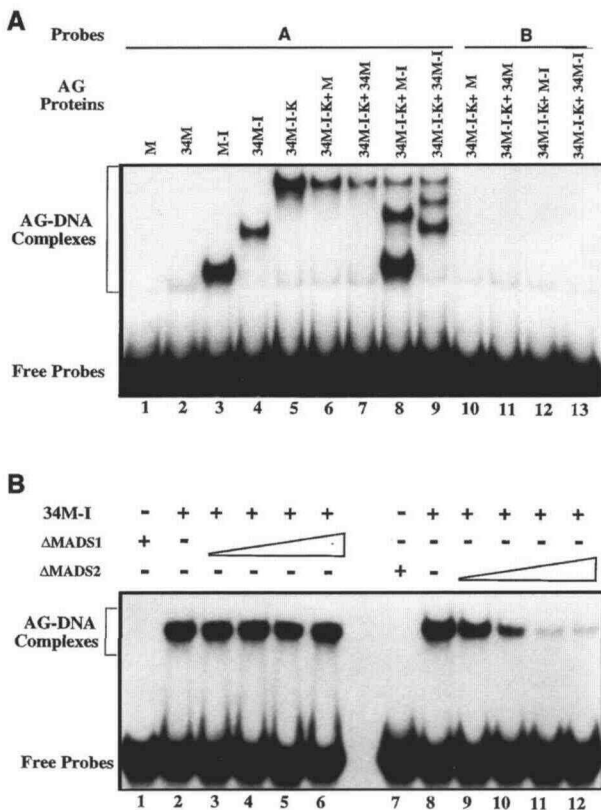 A
Probes A B
AG
Proteins
M 34M M-I 34M-I 34M-I-K 34M-I-K+ M 34M-I-K+ 34M 34M-I-K+ M-I 34M-I-K+ 34M-I 34M-I-K+ M 34M-I-K+ 34M 34M-I-K+ M-I 34M-I-K+ 34M-I
AG-DNA
Complexes
Free Probes
1 2 3 4 5 6 7 8 9 10 11 12 13
B
34M-I - + + + + + - + + + + +
ΔMADS1 + - - - - - - -
ΔMADS2 - - - - - - + -
AG-DNA
Complexes
Free Probes
1 2 3 4 5 6 7 8 9 10 11 12